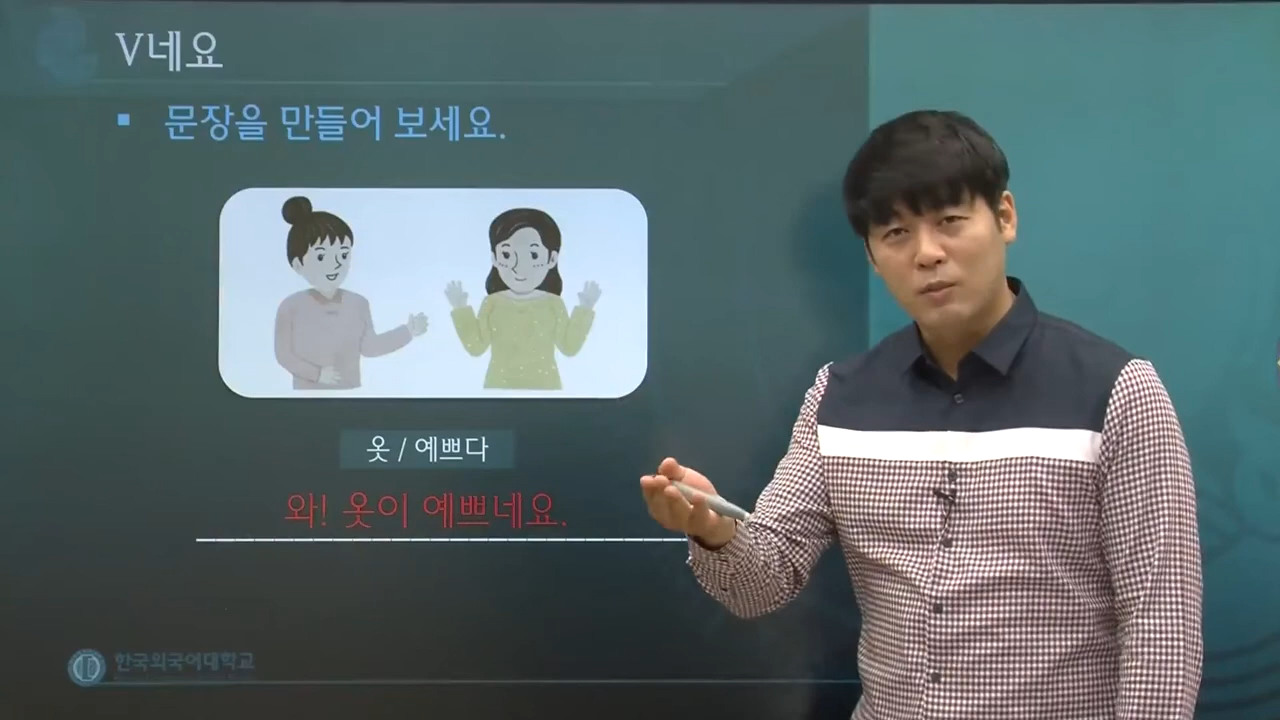 V네요
▪ 문장을 만들어 보세요.
옷 / 예쁘다
와! 옷이 예쁘네요.
한국외국어대학교